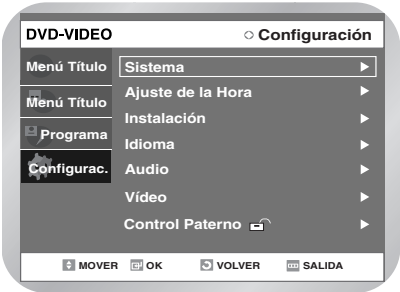 DVD-VIDEO Configuración
Menú Título Sistema
Menú Título Ajuste de la Hora
Instalación
Programa Idioma
Configurac. Audio
Vídeo
Control Paterno
MOVER OK VOLVER SALIDA